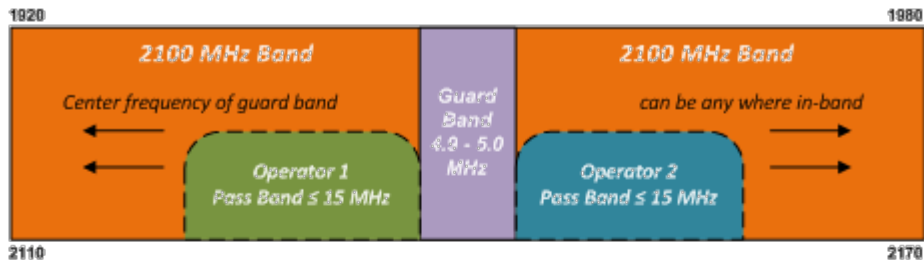 1920
1980
2100 MHz Band
2100 MHz Band
Center frequency of guard band
can be any where in-band
Guard
Band
4.9 - 5.0
MHz
Operator 1
Pass Band ≤ 15 MHz
Operator 2
Pass Band ≤ 15 MHz
2110
2170